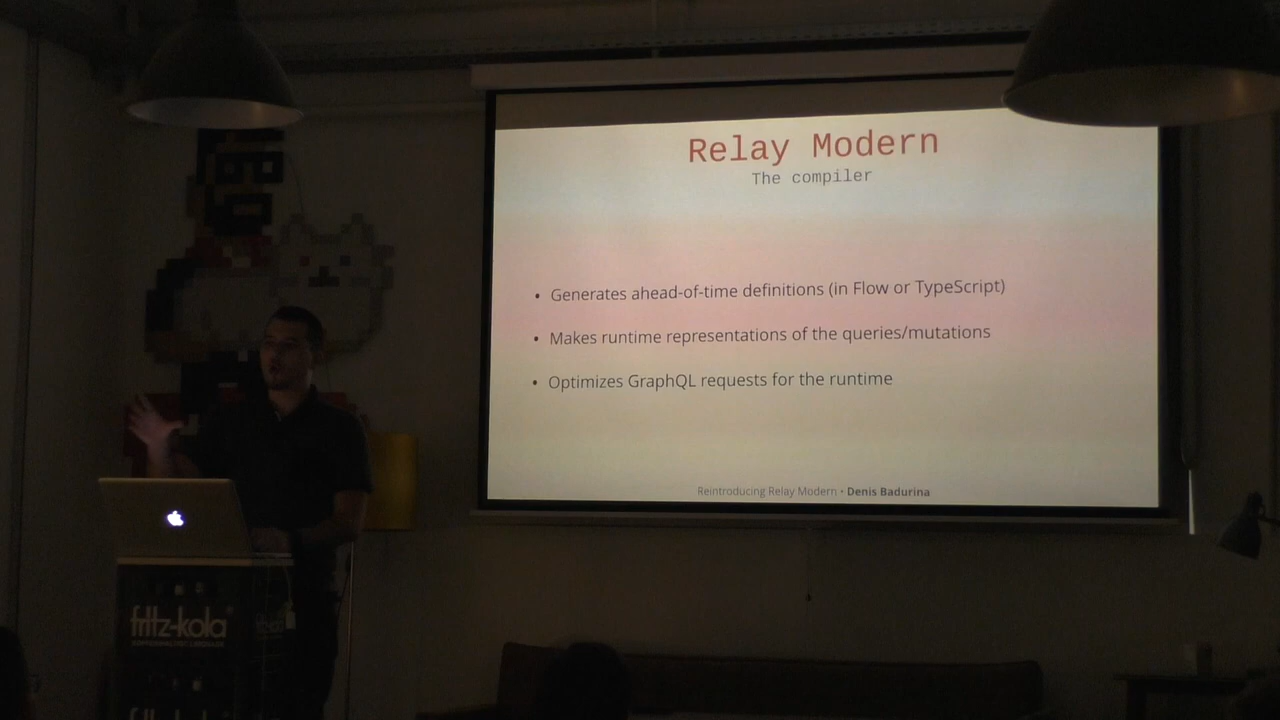 Relay Modern
The compiler
• Generates ahead-of-time definitions (in Flow or TypeScript)
• Makes runtime representations of the queries/mutations
• Optimizes GraphQL requests for the runtime
Reintroducing Relay Modern • Denis Badurina
fritz-kola®